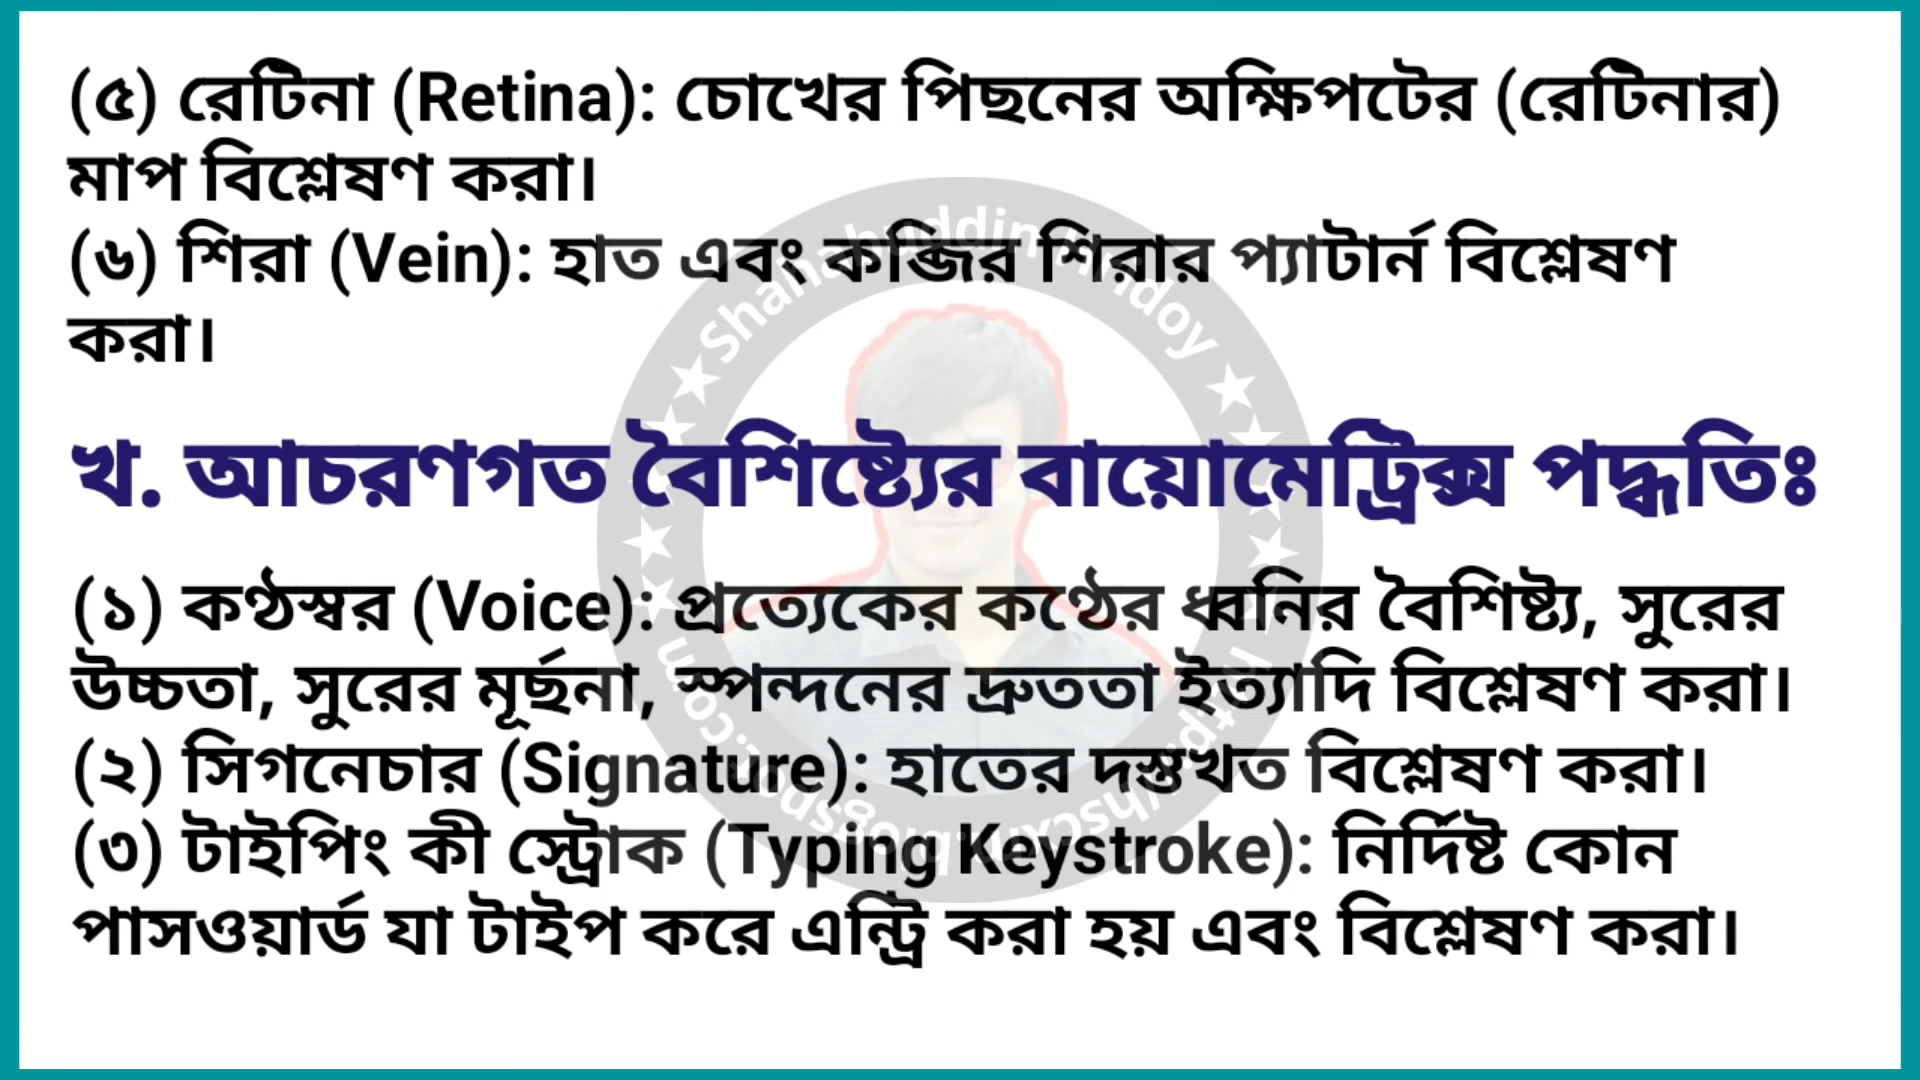 (৫) রেটিনা (Retina): চোখের পিছনের অক্ষিপটের (রেটিনার)
মাপ বিশ্লেষণ করা।
(৬) শিরা (Vein): হাত এবং কব্জির শিরার প্যাটার্ন বিশ্লেষণ
করা।
খ. আচরণগত বৈশিষ্ট্যের বায়োমেট্রিক্স পদ্ধতিঃ
(১) কণ্ঠস্বর (Voice): প্রত্যেকের কণ্ঠের ধ্বনির বৈশিষ্ট্য, সুরের
উচ্চতা, সুরের মূর্ছনা, স্পন্দনের দ্রুততা ইত্যাদি বিশ্লেষণ করা।
(২) সিগনেচার (Signature): হাতের দস্তখত বিশ্লেষণ করা।
(৩) টাইপিং কী স্ট্রোক (Typing Keystroke): নির্দিষ্ট কোন
পাসওয়ার্ড যা টাইপ করে এন্ট্রি করা হয় এবং বিশ্লেষণ করা।